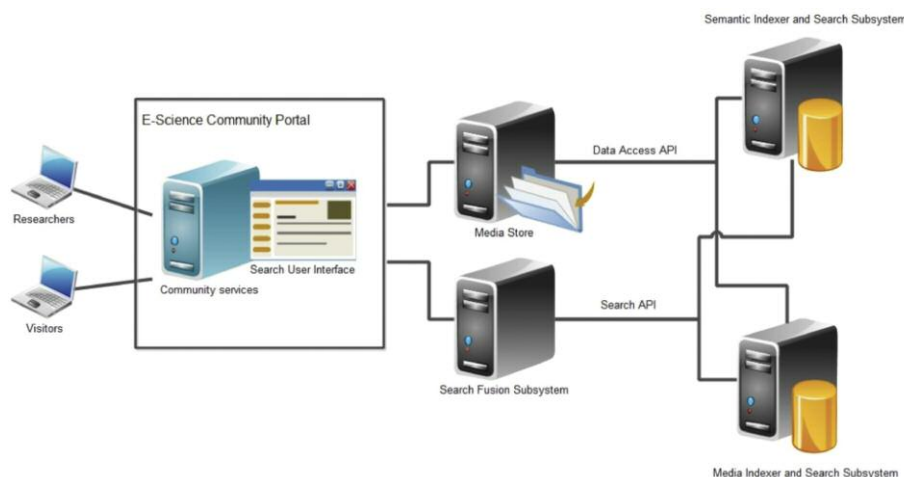 Semantic Indexer and Search Subsystem
E-Science Community Portal
Data Access API
Researchers
Media Store
Search User Interface
Community services
Search API
Visitors
Search Fusion Subsystem
Media Indexer and Search Subsystem